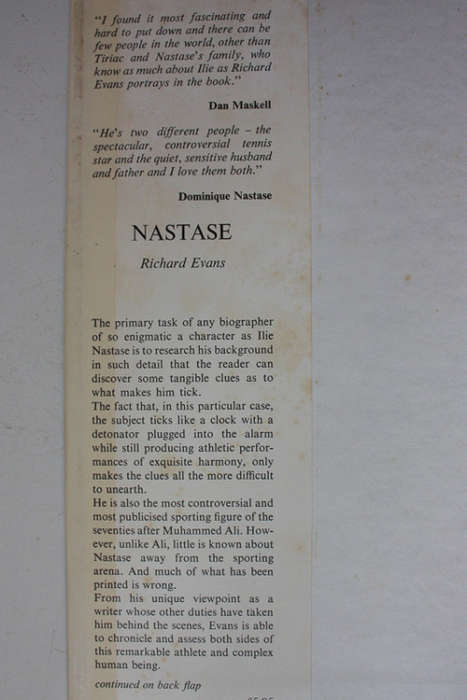 "I found it most fascinating and
hard to put down and there can be
few people in the world, other than
Tiriac and Nastase's family, who
know as much about Ilie as Richard
Evans portrays in the book."
Dan Maskell
"He's two different people – the
spectacular, controversial tennis
star and the quiet, sensitive husband
and father and I love them both."
Dominique Nastase
NASTASE
Richard Evans
The primary task of any biographer
of so enigmatic a character as Ilie
Nastase is to research his background
in such detail that the reader can
discover some tangible clues as to
what makes him tick.
The fact that, in this particular case,
the subject ticks like a clock with a
detonator plugged into the alarm
while still producing athletic perfor-
mances of exquisite harmony, only
makes the clues all the more difficult
to unearth.
He is also the most controversial and
most publicised sporting figure of the
seventies after Muhammed Ali. How-
ever, unlike Ali, little is known about
Nastase away from the sporting
arena. And much of what has been
printed is wrong.
From his unique viewpoint as a
writer whose other duties have taken
him behind the scenes, Evans is able
to chronicle and assess both sides of
this remarkable athlete and complex
human being.
continued on back flap